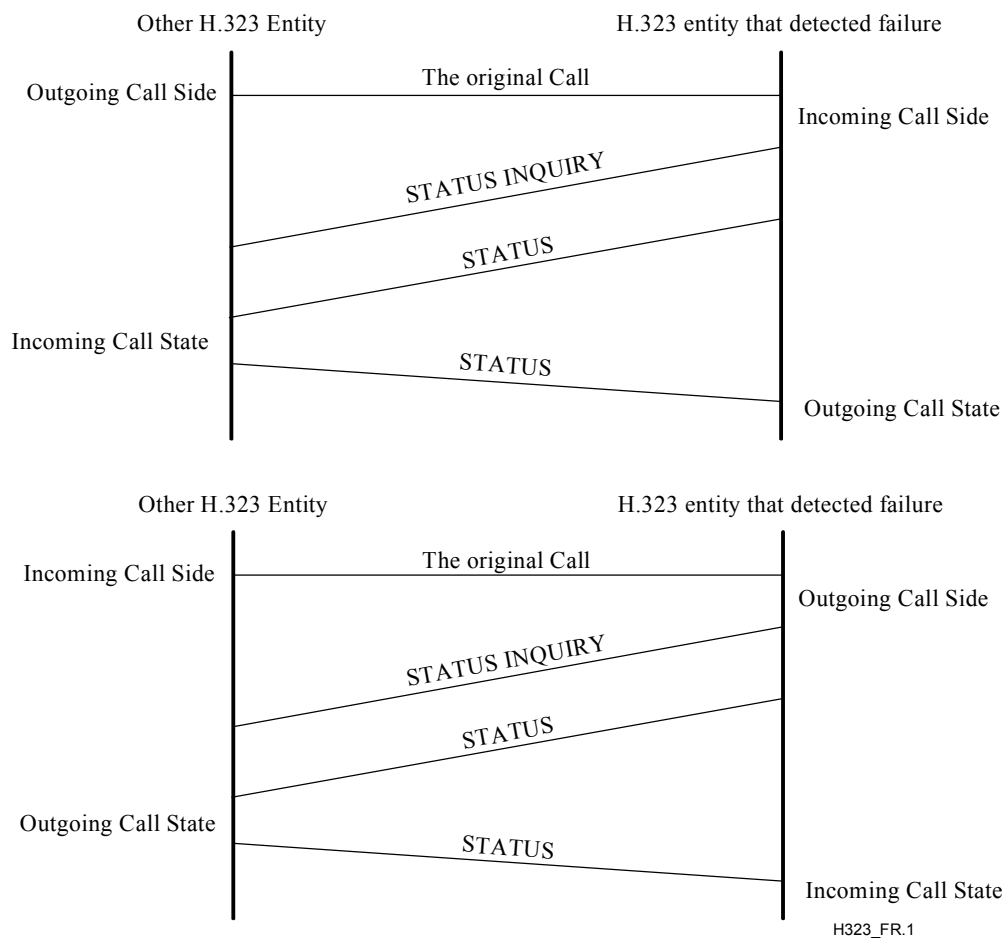 Other H.323 Entity
H.323 entity that detected failure
The original Call
Outgoing Call Side
Incoming Call Side
STATUS INQUIRY
STATUS
Incoming Call State
STATUS
Outgoing Call State
Other H.323 Entity
H.323 entity that detected failure
The original Call
Incoming Call Side
Outgoing Call Side
STATUS INQUIRY
STATUS
Outgoing Call State
STATUS
Incoming Call State
H323_FR.1